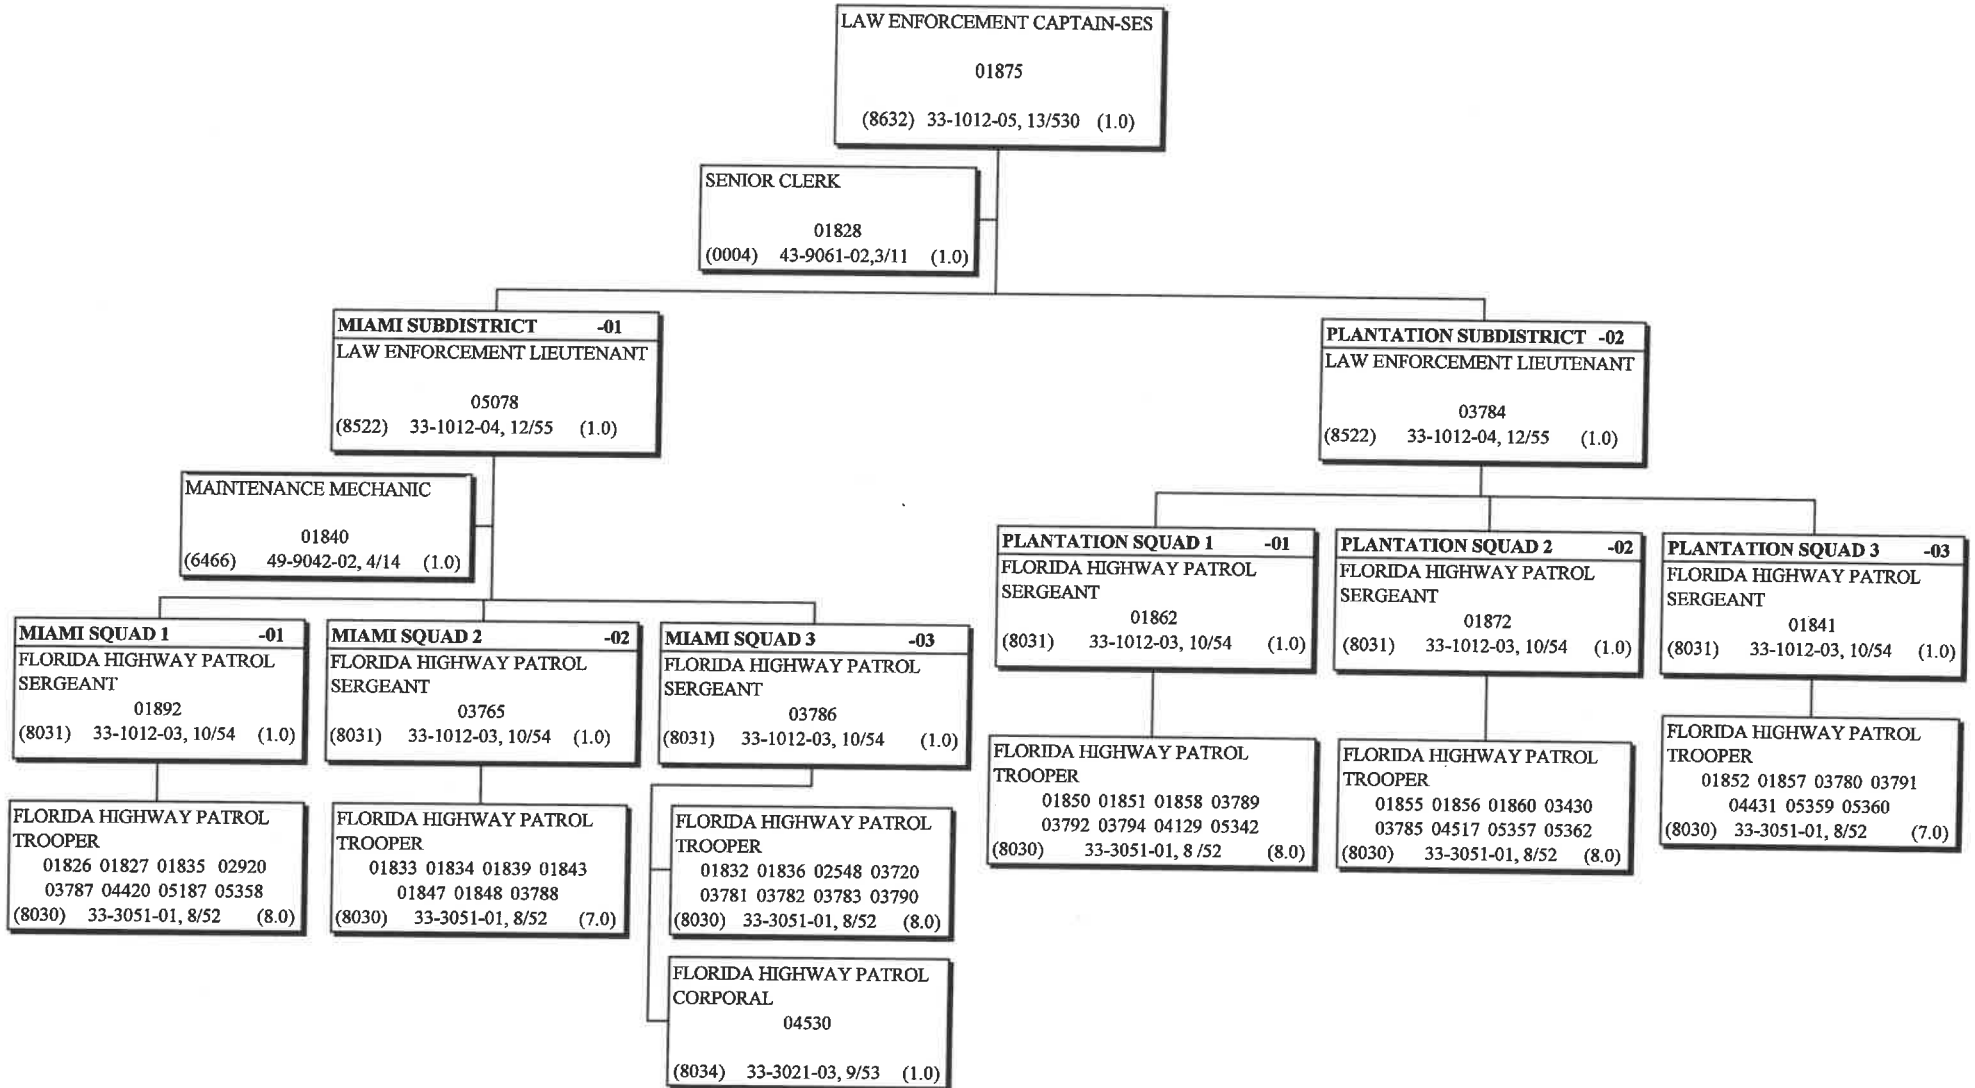 LAW ENFORCEMENT CAPTAIN-SES
01875
(8632) 33-1012-05, 13/530 (1.0)
SENIOR CLERK
01828
(0004) 43-9061-02,3/11 (1.0)
MIAMI SUBDISTRICT -01
LAW ENFORCEMENT LIEUTENANT
05078
(8522) 33-1012-04, 12/55 (1.0)
MAINTENANCE MECHANIC
01840
(6466) 49-9042-02, 4/14 (1.0)
MIAMI SQUAD 1 -01
FLORIDA HIGHWAY PATROL
SERGEANT
01892
(8031) 33-1012-03, 10/54 (1.0)
FLORIDA HIGHWAY PATROL
TROOPER
01826 01827 01835 02920
03787 04420 05187 05358
(8030) 33-3051-01, 8/52 (8.0)
MIAMI SQUAD 2 -02
FLORIDA HIGHWAY PATROL
SERGEANT
03765
(8031) 33-1012-03, 10/54 (1.0)
FLORIDA HIGHWAY PATROL
TROOPER
01833 01834 01839 01843
01847 01848 03788
(8030) 33-3051-01, 8/52 (7.0)
MIAMI SQUAD 3 -03
FLORIDA HIGHWAY PATROL
SERGEANT
03786
(8031) 33-1012-03, 10/54 (1.0)
FLORIDA HIGHWAY PATROL
TROOPER
01832 01836 02548 03720
03781 03782 03783 03790
(8030) 33-3051-01, 8/52 (8.0)
FLORIDA HIGHWAY PATROL
CORPORAL
04530
(8034) 33-3021-03, 9/53 (1.0)
PLANTATION SUBDISTRICT -02
LAW ENFORCEMENT LIEUTENANT
03784
(8522) 33-1012-04, 12/55 (1.0)
PLANTATION SQUAD 1 -01
FLORIDA HIGHWAY PATROL
SERGEANT
01862
(8031) 33-1012-03, 10/54 (1.0)
FLORIDA HIGHWAY PATROL
TROOPER
01850 01851 01858 03789
03792 03794 04129 05342
(8030) 33-3051-01, 8 /52 (8.0)
PLANTATION SQUAD 2 -02
FLORIDA HIGHWAY PATROL
SERGEANT
01872
(8031) 33-1012-03, 10/54 (1.0)
FLORIDA HIGHWAY PATROL
TROOPER
01855 01856 01860 03430
03785 04517 05357 05362
(8030) 33-3051-01, 8/52 (8.0)
PLANTATION SQUAD 3 -03
FLORIDA HIGHWAY PATROL
SERGEANT
01841
(8031) 33-1012-03, 10/54 (1.0)
FLORIDA HIGHWAY PATROL
TROOPER
01852 01857 03780 03791
04431 05359 05360
(8030) 33-3051-01, 8/52 (7.0)